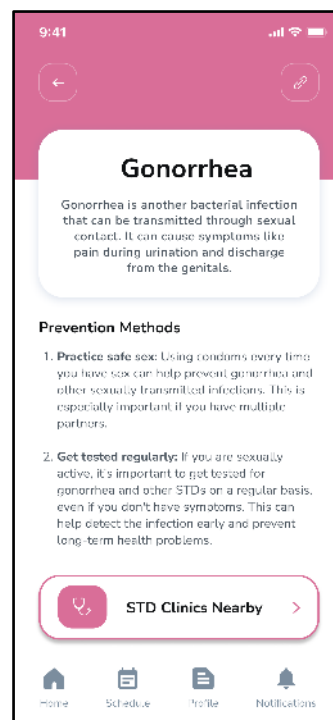 9:41
Gonorrhea
Gonorrhea is another bacterial infection
that can be transmitted through sexual
contact. It can cause symptoms like
pain during urination and discharge
from the genitals.
Prevention Methods
1. Practice safe sex: Using condoms every time
you have sex can help prevent gonorrhea and
other sexually transmitted infections. This is
especially important if you have multiple
partners.
2. Get tested regularly: If you are sexually
active, it's important to get tested for
gonorrhea and other STDs on a regular basis,
even if you don't have symptoms. This can
help detect the infection early and prevent
long-term health problems.
STD Clinics Nearby
Home Schedule Profile Notifications